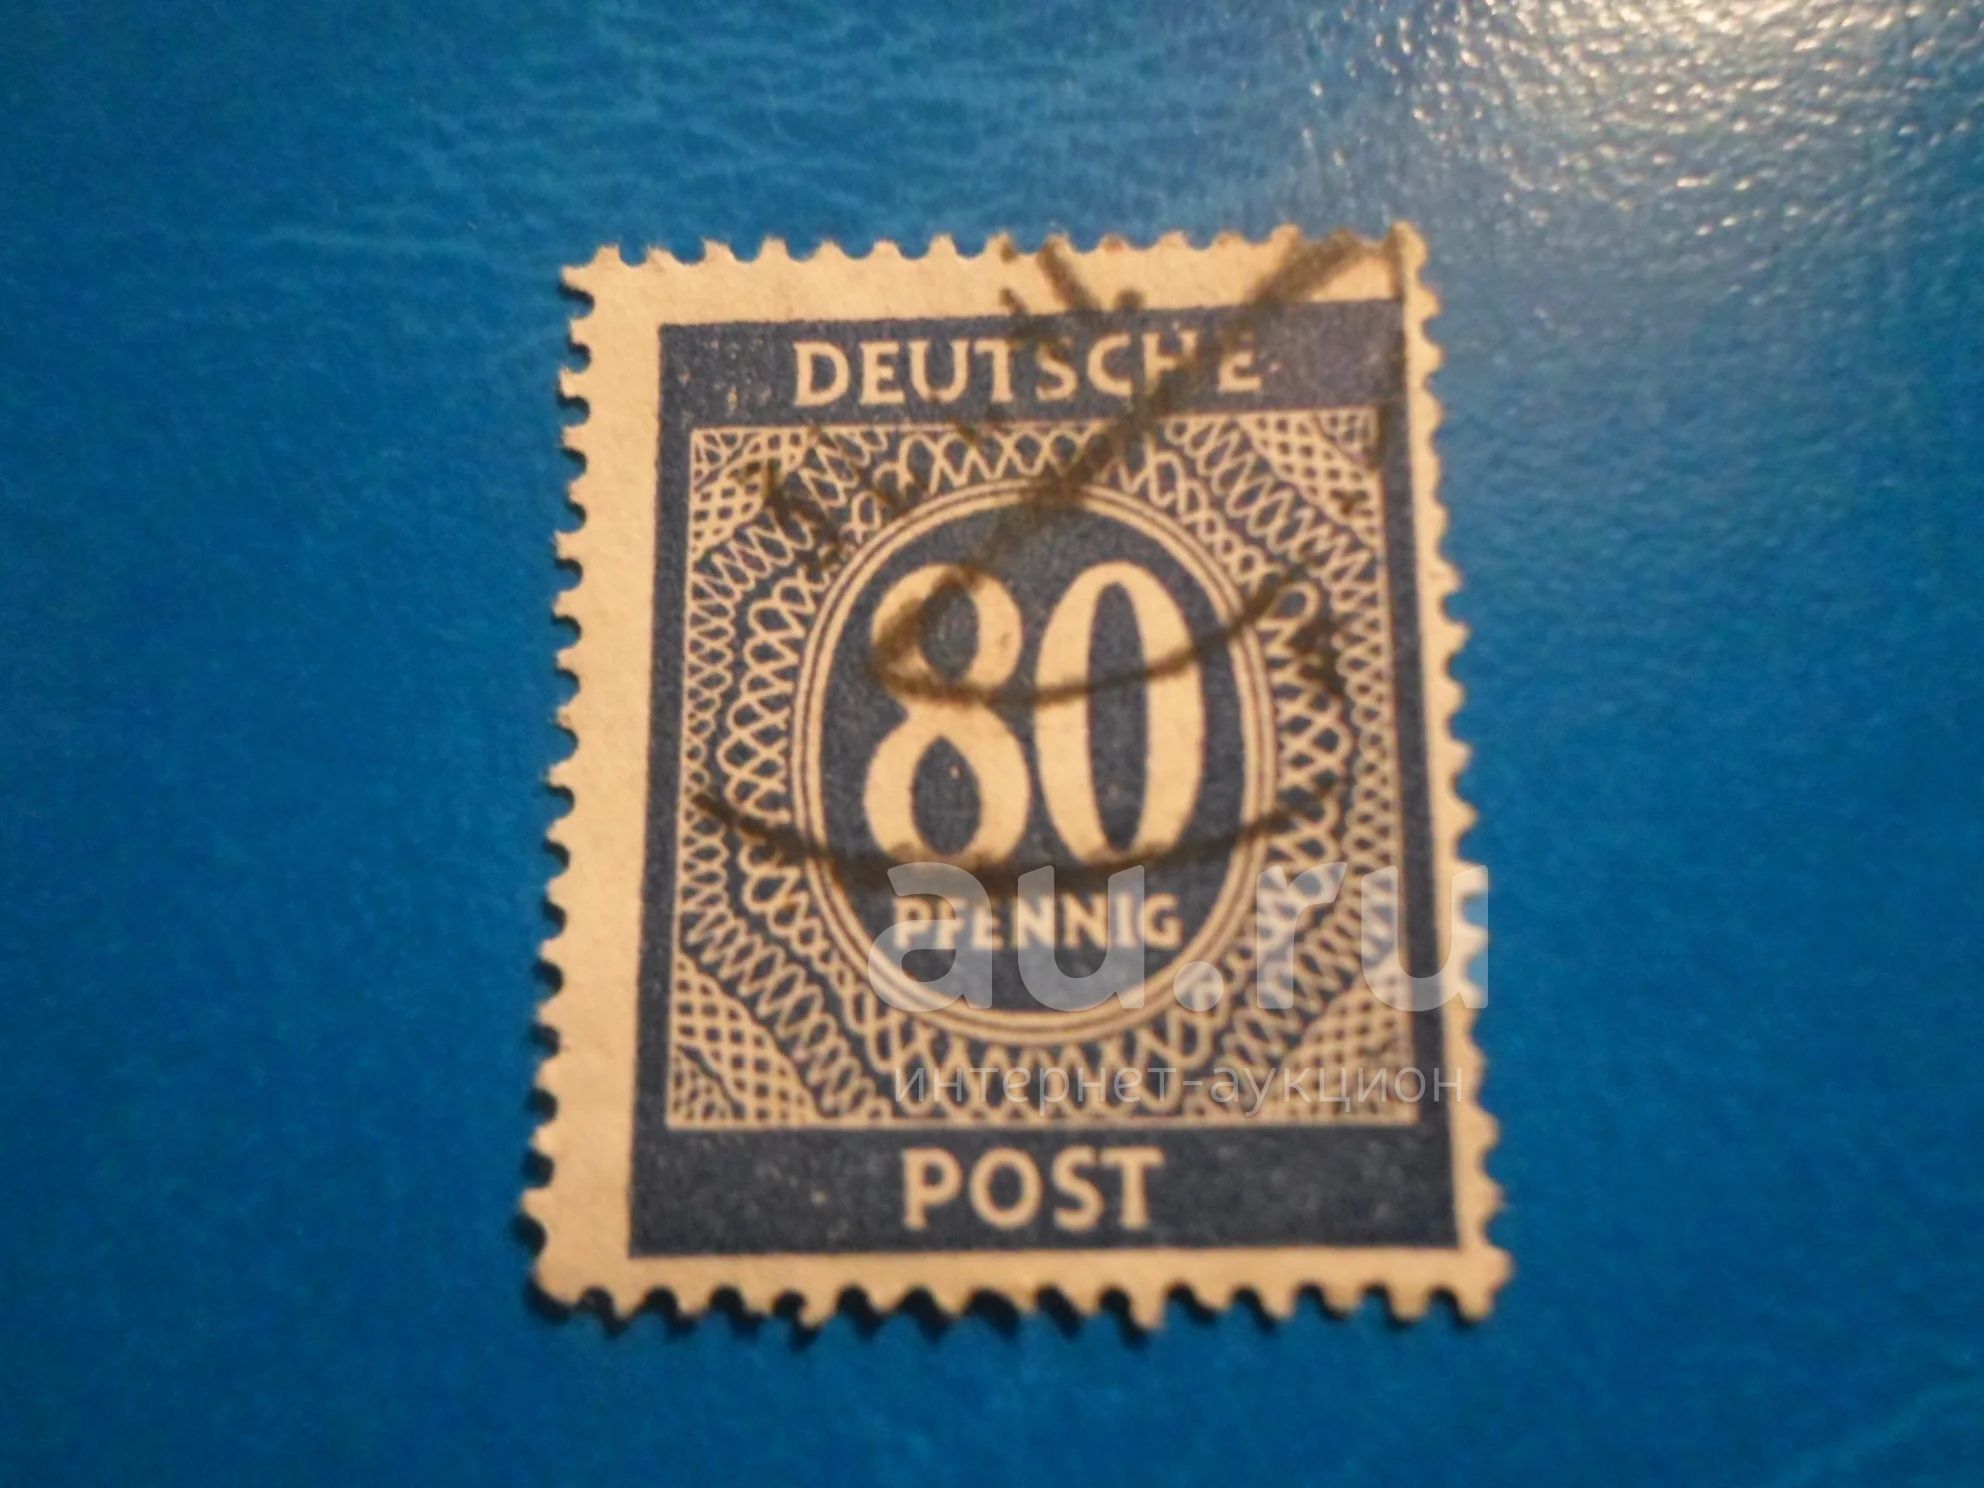 DEUTSCHE
80
PFENNIG
au.ru
интернет-аукцион
POST